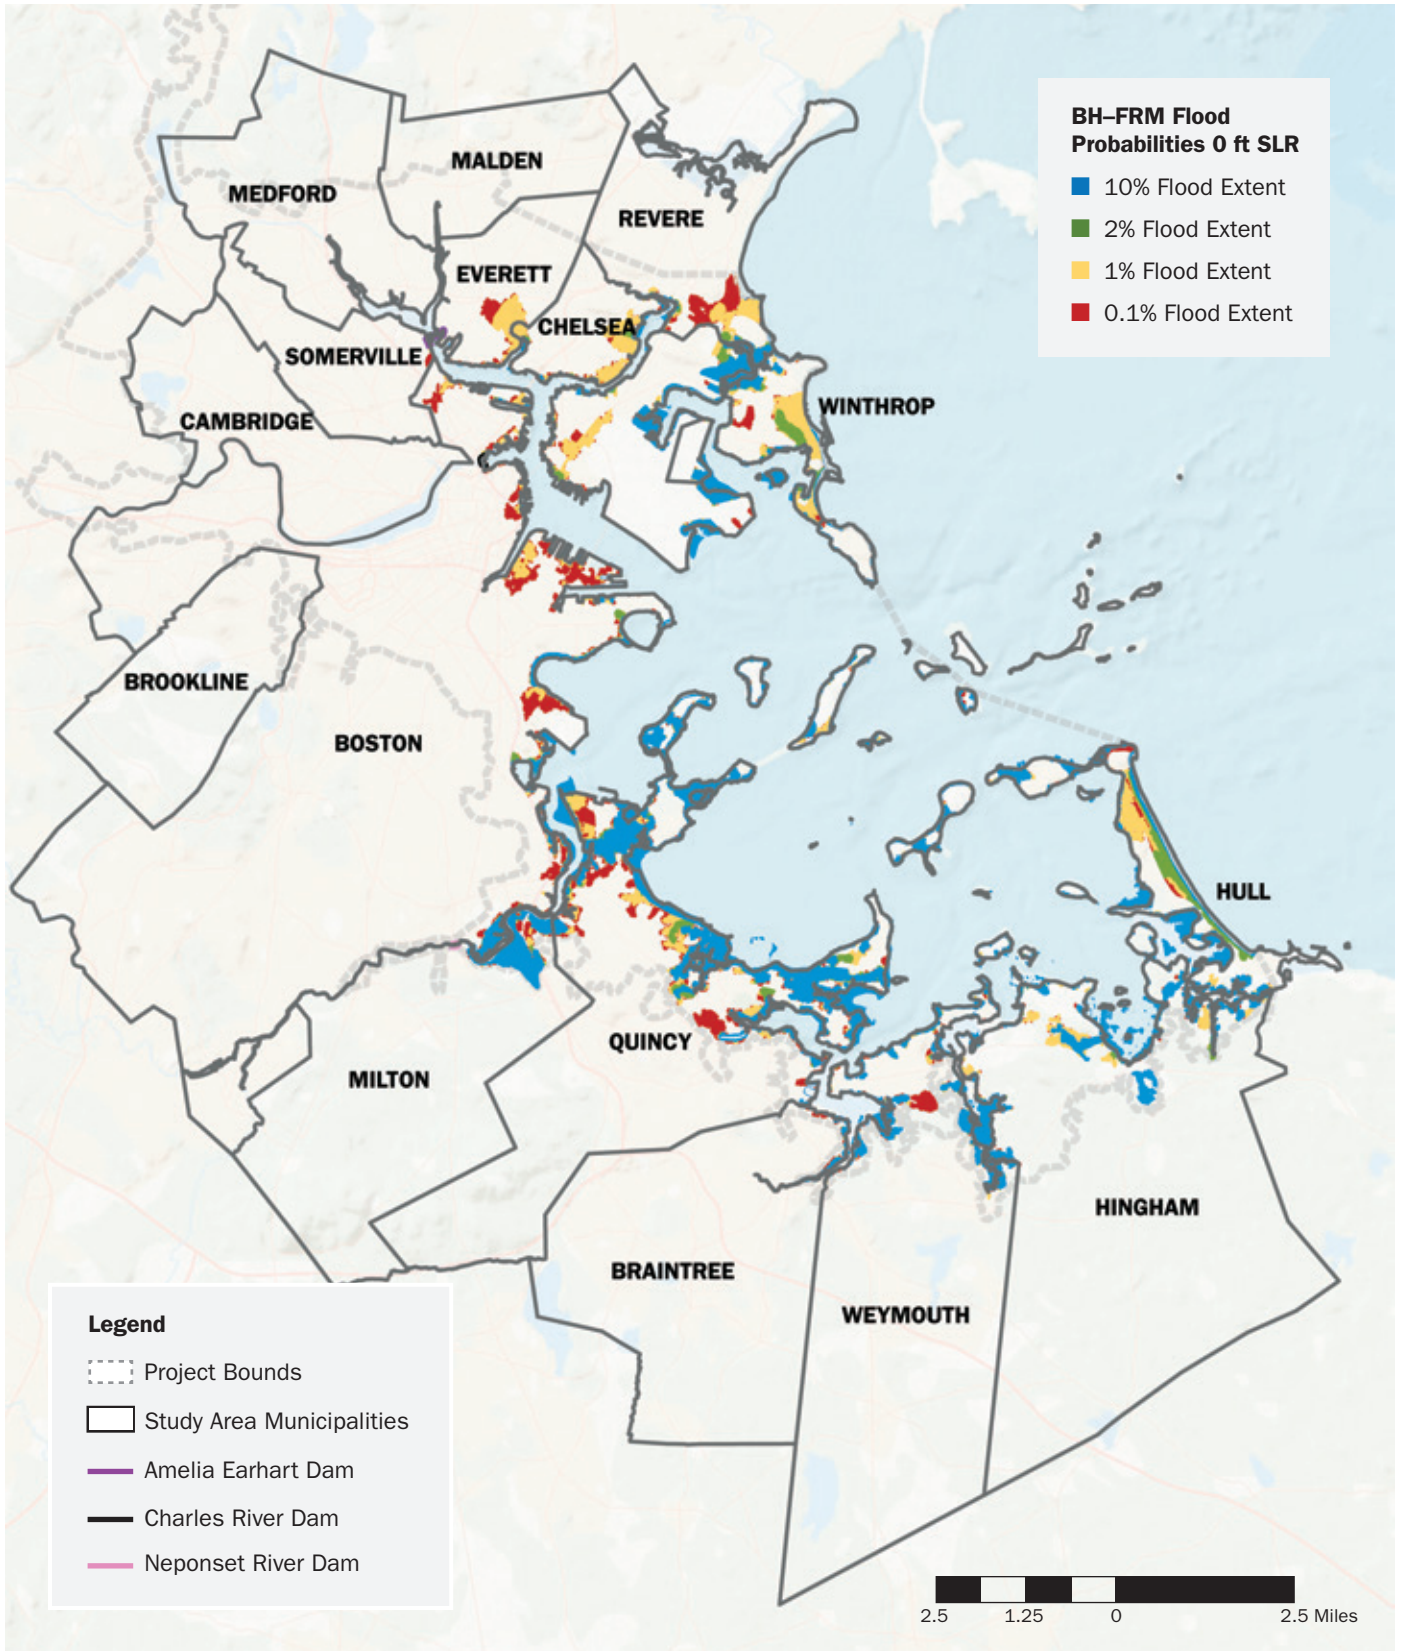 BH–FRM Flood
Probabilities 0 ft SLR
10% Flood Extent
2% Flood Extent
1% Flood Extent
0.1% Flood Extent
MALDEN
MEDFORD
REVERE
EVERETT
CHELSEA
SOMERVILLE
WINTHROP
CAMBRIDGE
BROOKLINE
BOSTON
HULL
QUINCY
MILTON
HINGHAM
BRAINTREE
WEYMOUTH
Legend
Project Bounds
Study Area Municipalities
Amelia Earhart Dam
Charles River Dam
Neponset River Dam
2.5 1.25 0 2.5 Miles